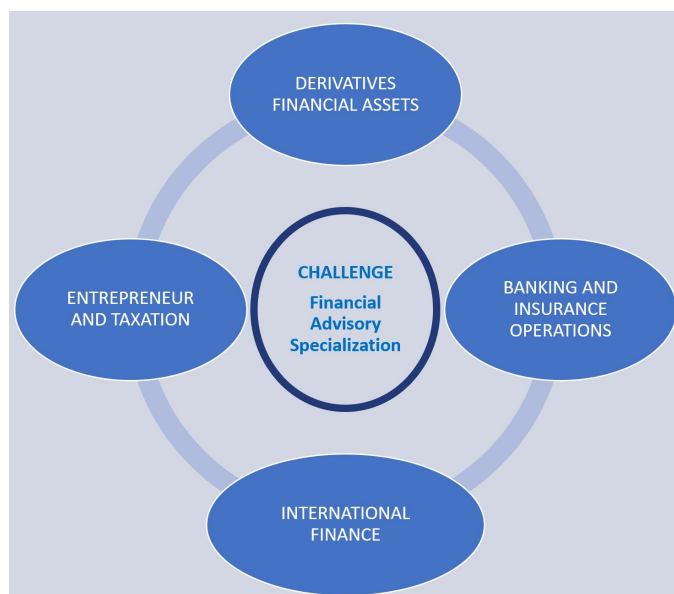 DERIVATIVES
FINANCIAL ASSETS
ENTREPRENEUR
AND TAXATION
CHALLENGE
Financial
Advisory
Specialization
BANKING AND
INSURANCE
OPERATIONS
INTERNATIONAL
FINANCE